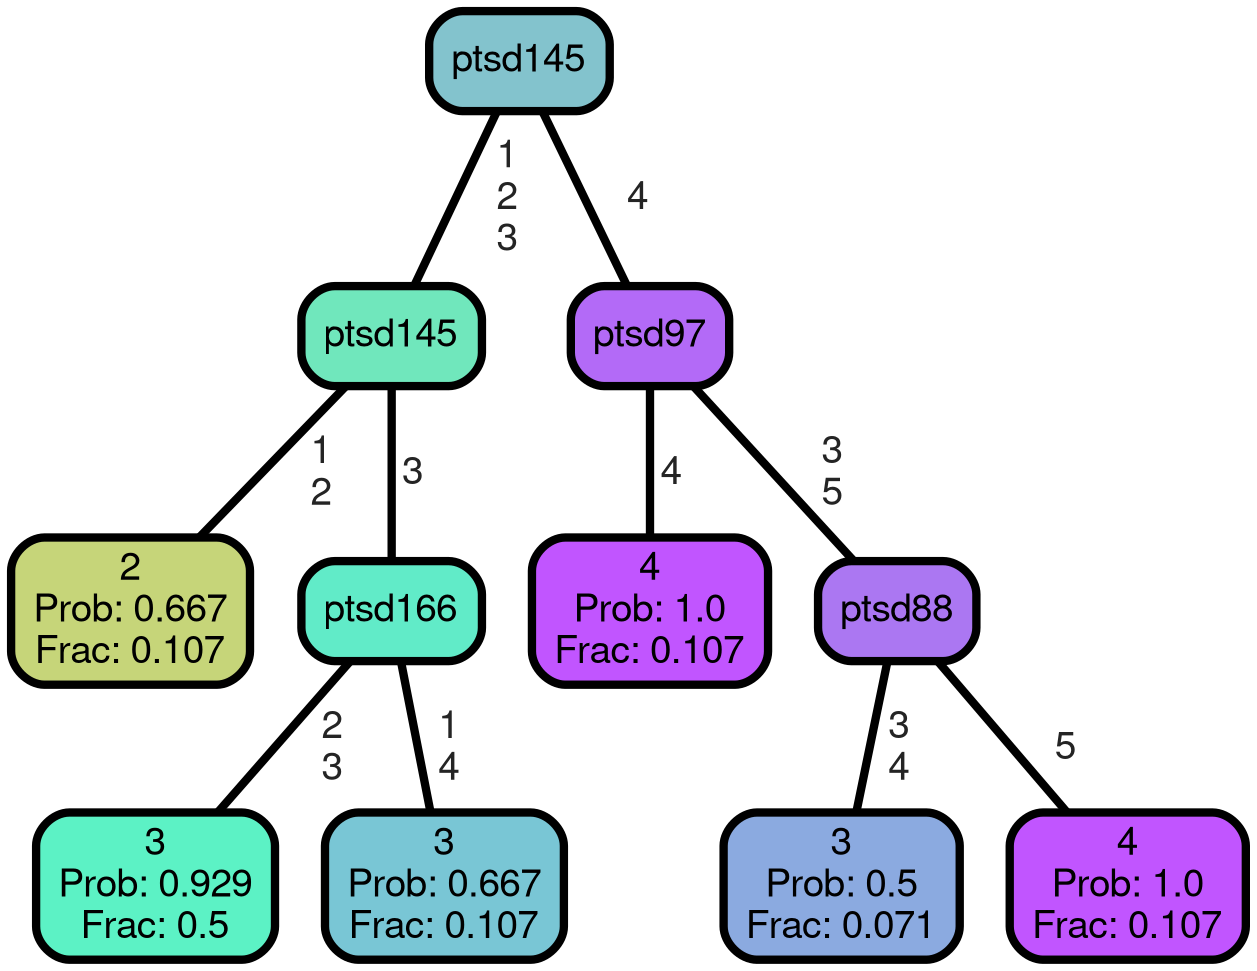 ptsd145
1
2
3
4
ptsd145
ptsd97
1
2
3
4
3
5
2
Prob: 0.667
Frac: 0.107
ptsd166
4
Prob: 1.0
Frac: 0.107
ptsd88
2
3
1
4
3
4
5
3
Prob: 0.929
Frac: 0.5
3
Prob: 0.667
Frac: 0.107
3
Prob: 0.5
Frac: 0.071
4
Prob: 1.0
Frac: 0.107